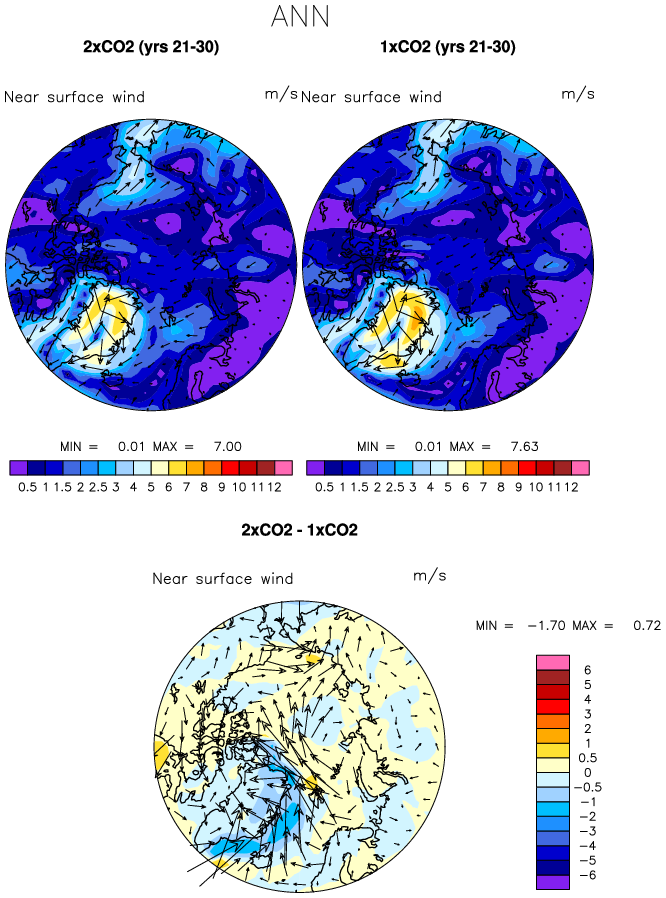 ANN
2xCO2 (yrs 21-30) 1xCO2 (yrs 21-30)
Near surface wind m/s Near surface wind m/s
MIN = 0.01 MAX = 7.00 MIN = 0.01 MAX = 7.63
0.5 1 1.5 2 2.5 3 4 5 6 7 8 9 10 11 12 0.5 1 1.5 2 2.5 3 4 5 6 7 8 9 10 11 12
2xCO2 - 1xCO2
Near surface wind m/s
MIN = −1.70 MAX = 0.72
6
5
4
3
2
1
0.5
0
−0.5
−1
−2
−3
−4
−5
−6